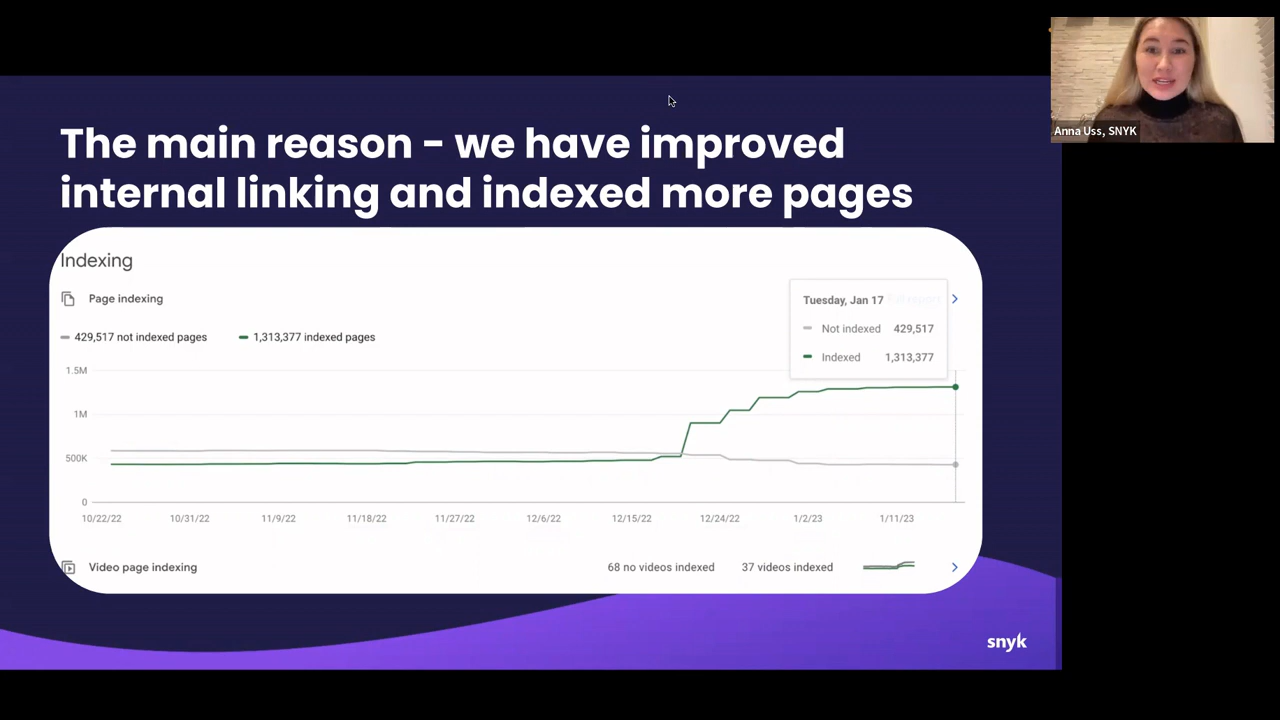 Anna Uss, SNYK
The main reason - we have improved
internal linking and indexed more pages
Indexing
Page indexing
Tuesday, Jan 17
429,517 not indexed pages
1,313,377 indexed pages
Not indexed 429,517
Indexed 1,313,377
1.5M
1M
500K
0
10/22/22 10/31/22 11/9/22 11/18/22 11/27/22 12/6/22 12/15/22 12/24/22 1/2/23 1/11/23
Video page indexing 68 no videos indexed 37 videos indexed
snyk